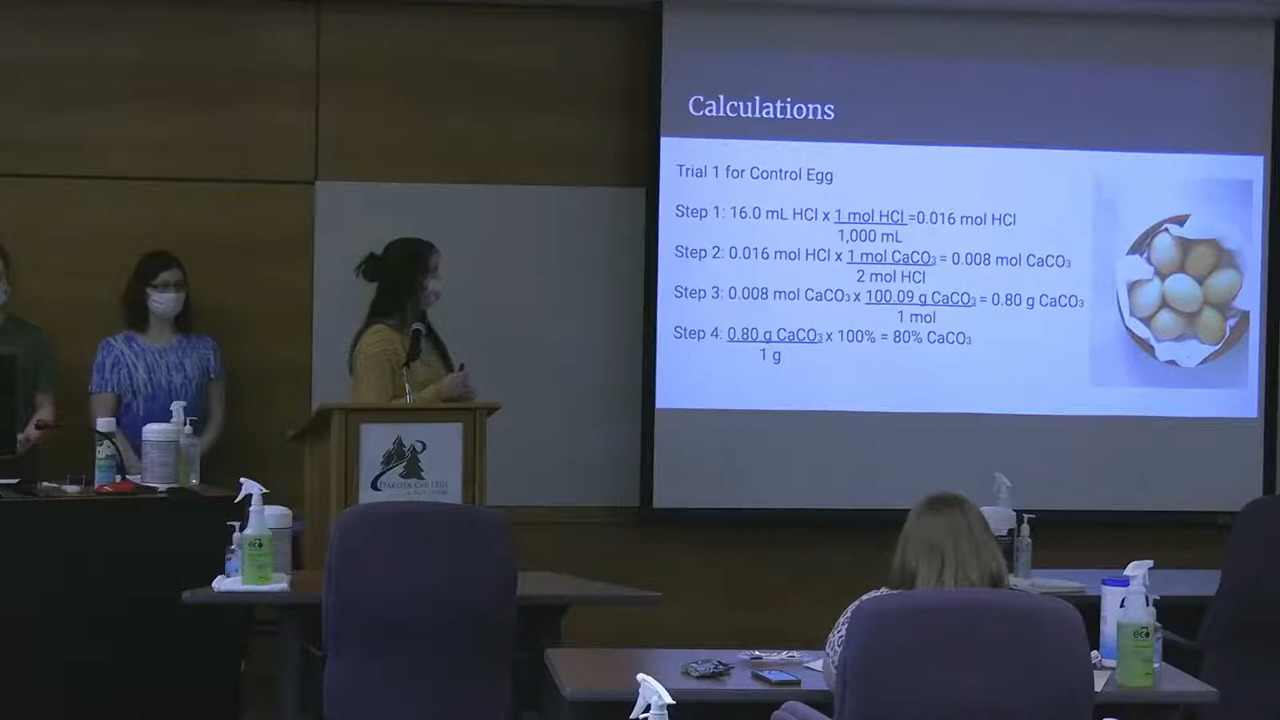 Calculations
Trial 1 for Control Egg
Step 1: 16.0 mL HCl x 1 mol HCl =0.016 mol HCl
1,000 mL
Step 2: 0.016 mol HCl x 1 mol CaCO₃ = 0.008 mol CaCO₃
2 mol HCl
Step 3: 0.008 mol CaCO₃ x 100.09 g CaCO₃ = 0.80 g CaCO₃
1 mol
Step 4: 0.80 g CaCO₃ x 100% = 80% CaCO₃
1 g
DAKOTA COLLEGE
eco
eco